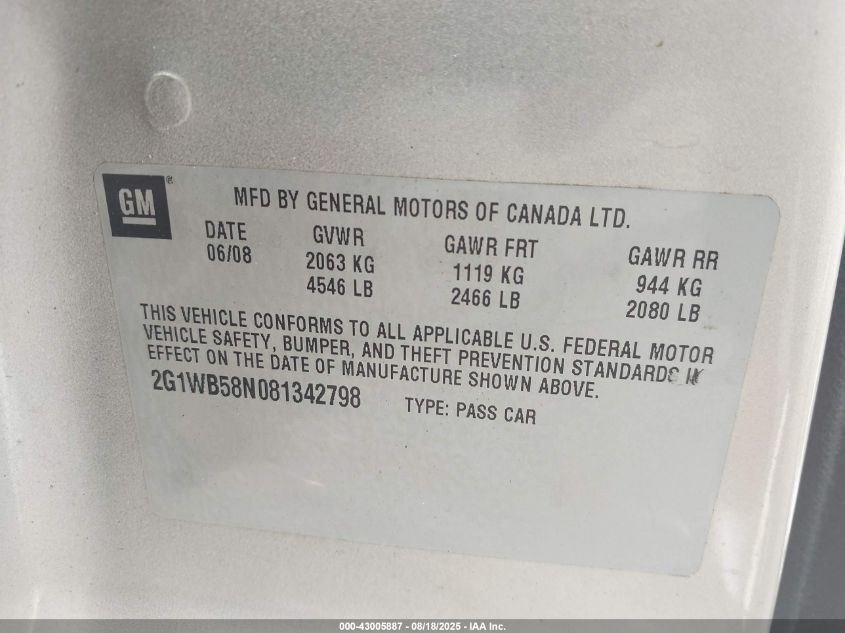 GM®
MFD BY GENERAL MOTORS OF CANADA LTD.
DATE GVWR GAWR FRT GAWR RR
06/08 2063 KG 1119 KG 944 KG
4546 LB 2466 LB 2080 LB
THIS VEHICLE CONFORMS TO ALL APPLICABLE U.S. FEDERAL MOTOR
VEHICLE SAFETY, BUMPER, AND THEFT PREVENTION STANDARDS IN
EFFECT ON THE DATE OF MANUFACTURE SHOWN ABOVE.
2G1WB58N081342798 TYPE: PASS CAR
000-43005887 - 08/18/2025 - IAA Inc.